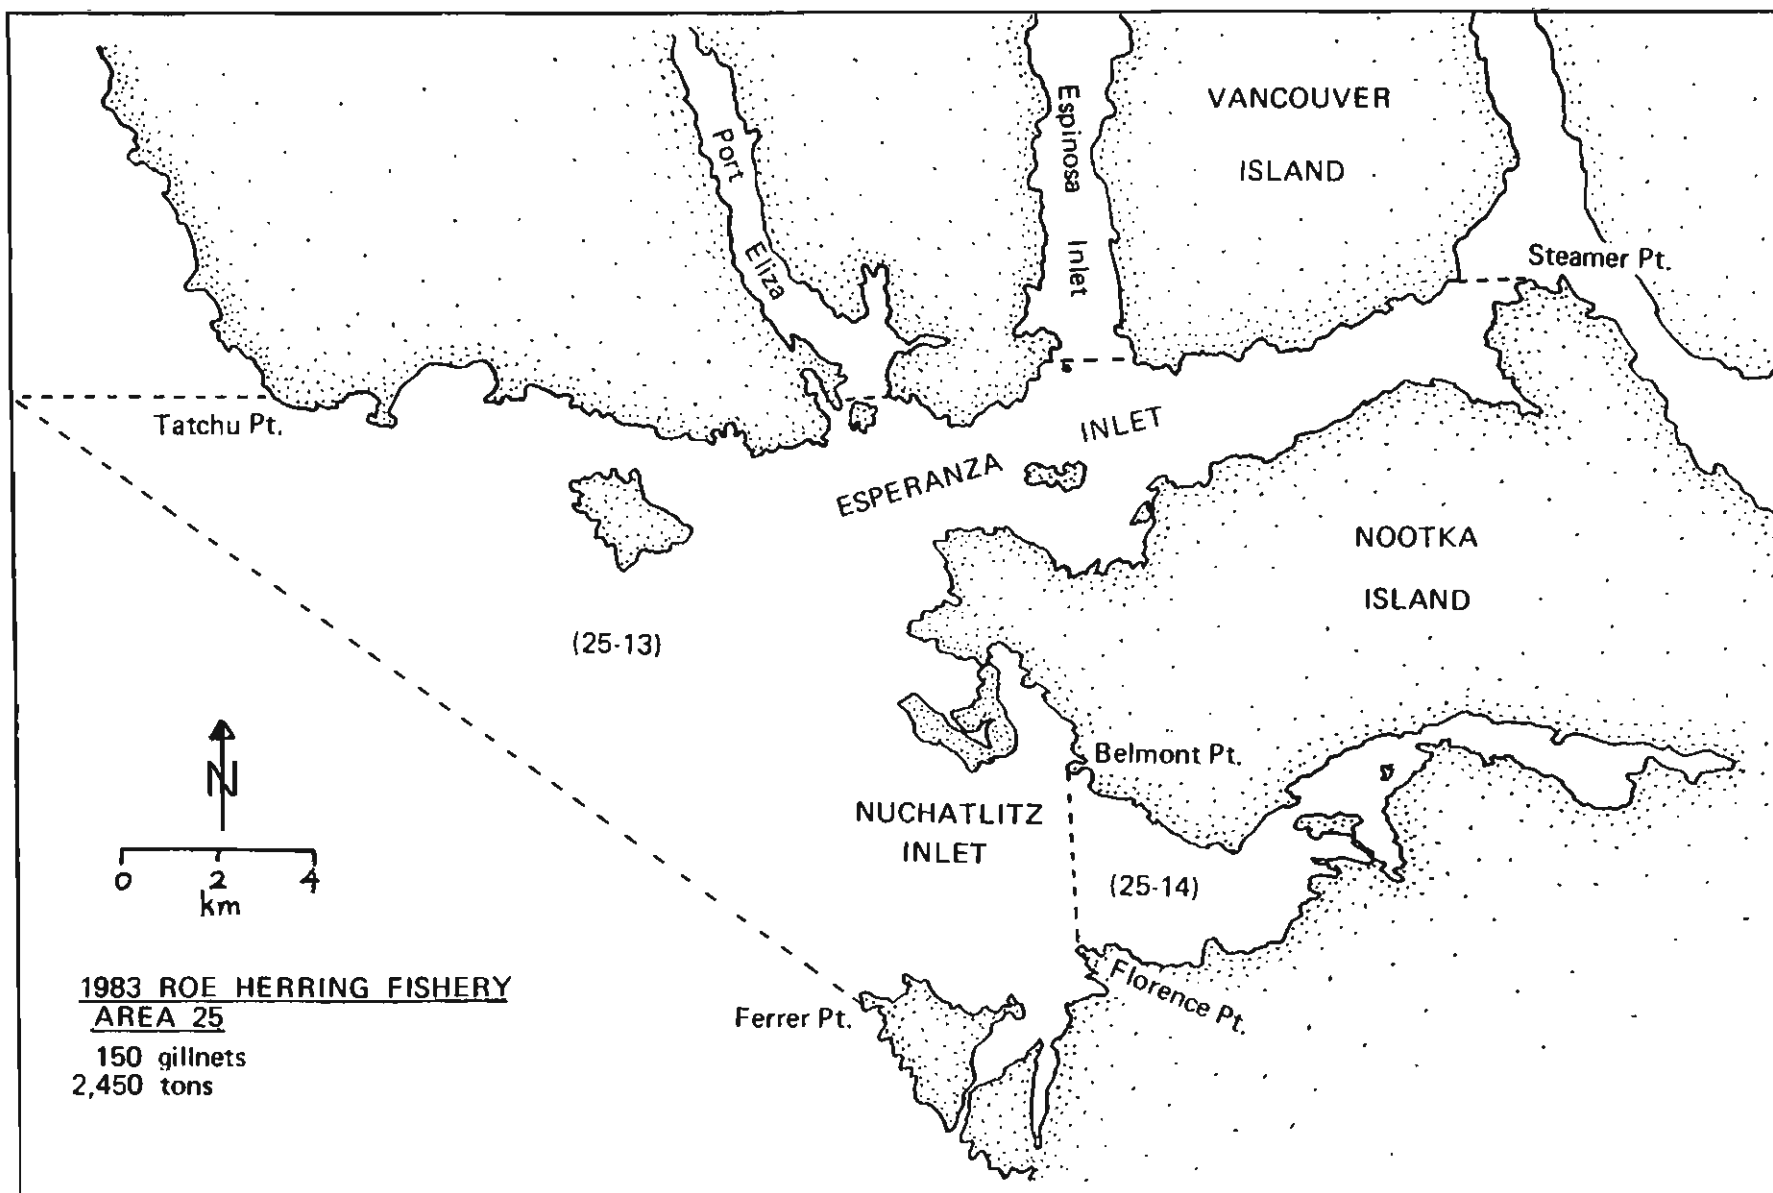 VANCOUVER
ISLAND
Port
Eliza
Espinosa
Inlet
Steamer Pt.
Tatchu Pt.
ESPERANZA INLET
NOOTKA
ISLAND
(25-13)
Belmont Pt.
NUCHATLITZ
INLET
(25-14)
Florence Pt.
Ferrer Pt.
N
0 2 4
km
1983 ROE HERRING FISHERY
AREA 25
150 gillnets
2,450 tons